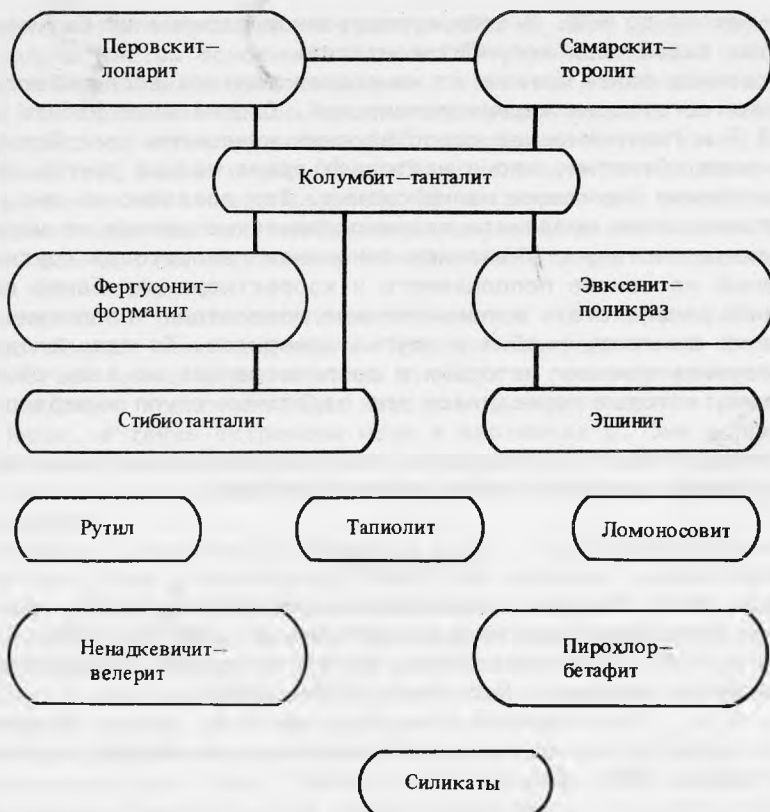 Перовскит—
лопарит
Самарскит—
торолит
Колумбит—танталит
Фергусонит—
форманит
Эвксенит—
поликраз
Стибиотанталит
Эшинит
Рутил
Тапиолит
Ломоносовит
Ненадкевичит—
велерит
Пирохлор—
бетафит
Силикаты